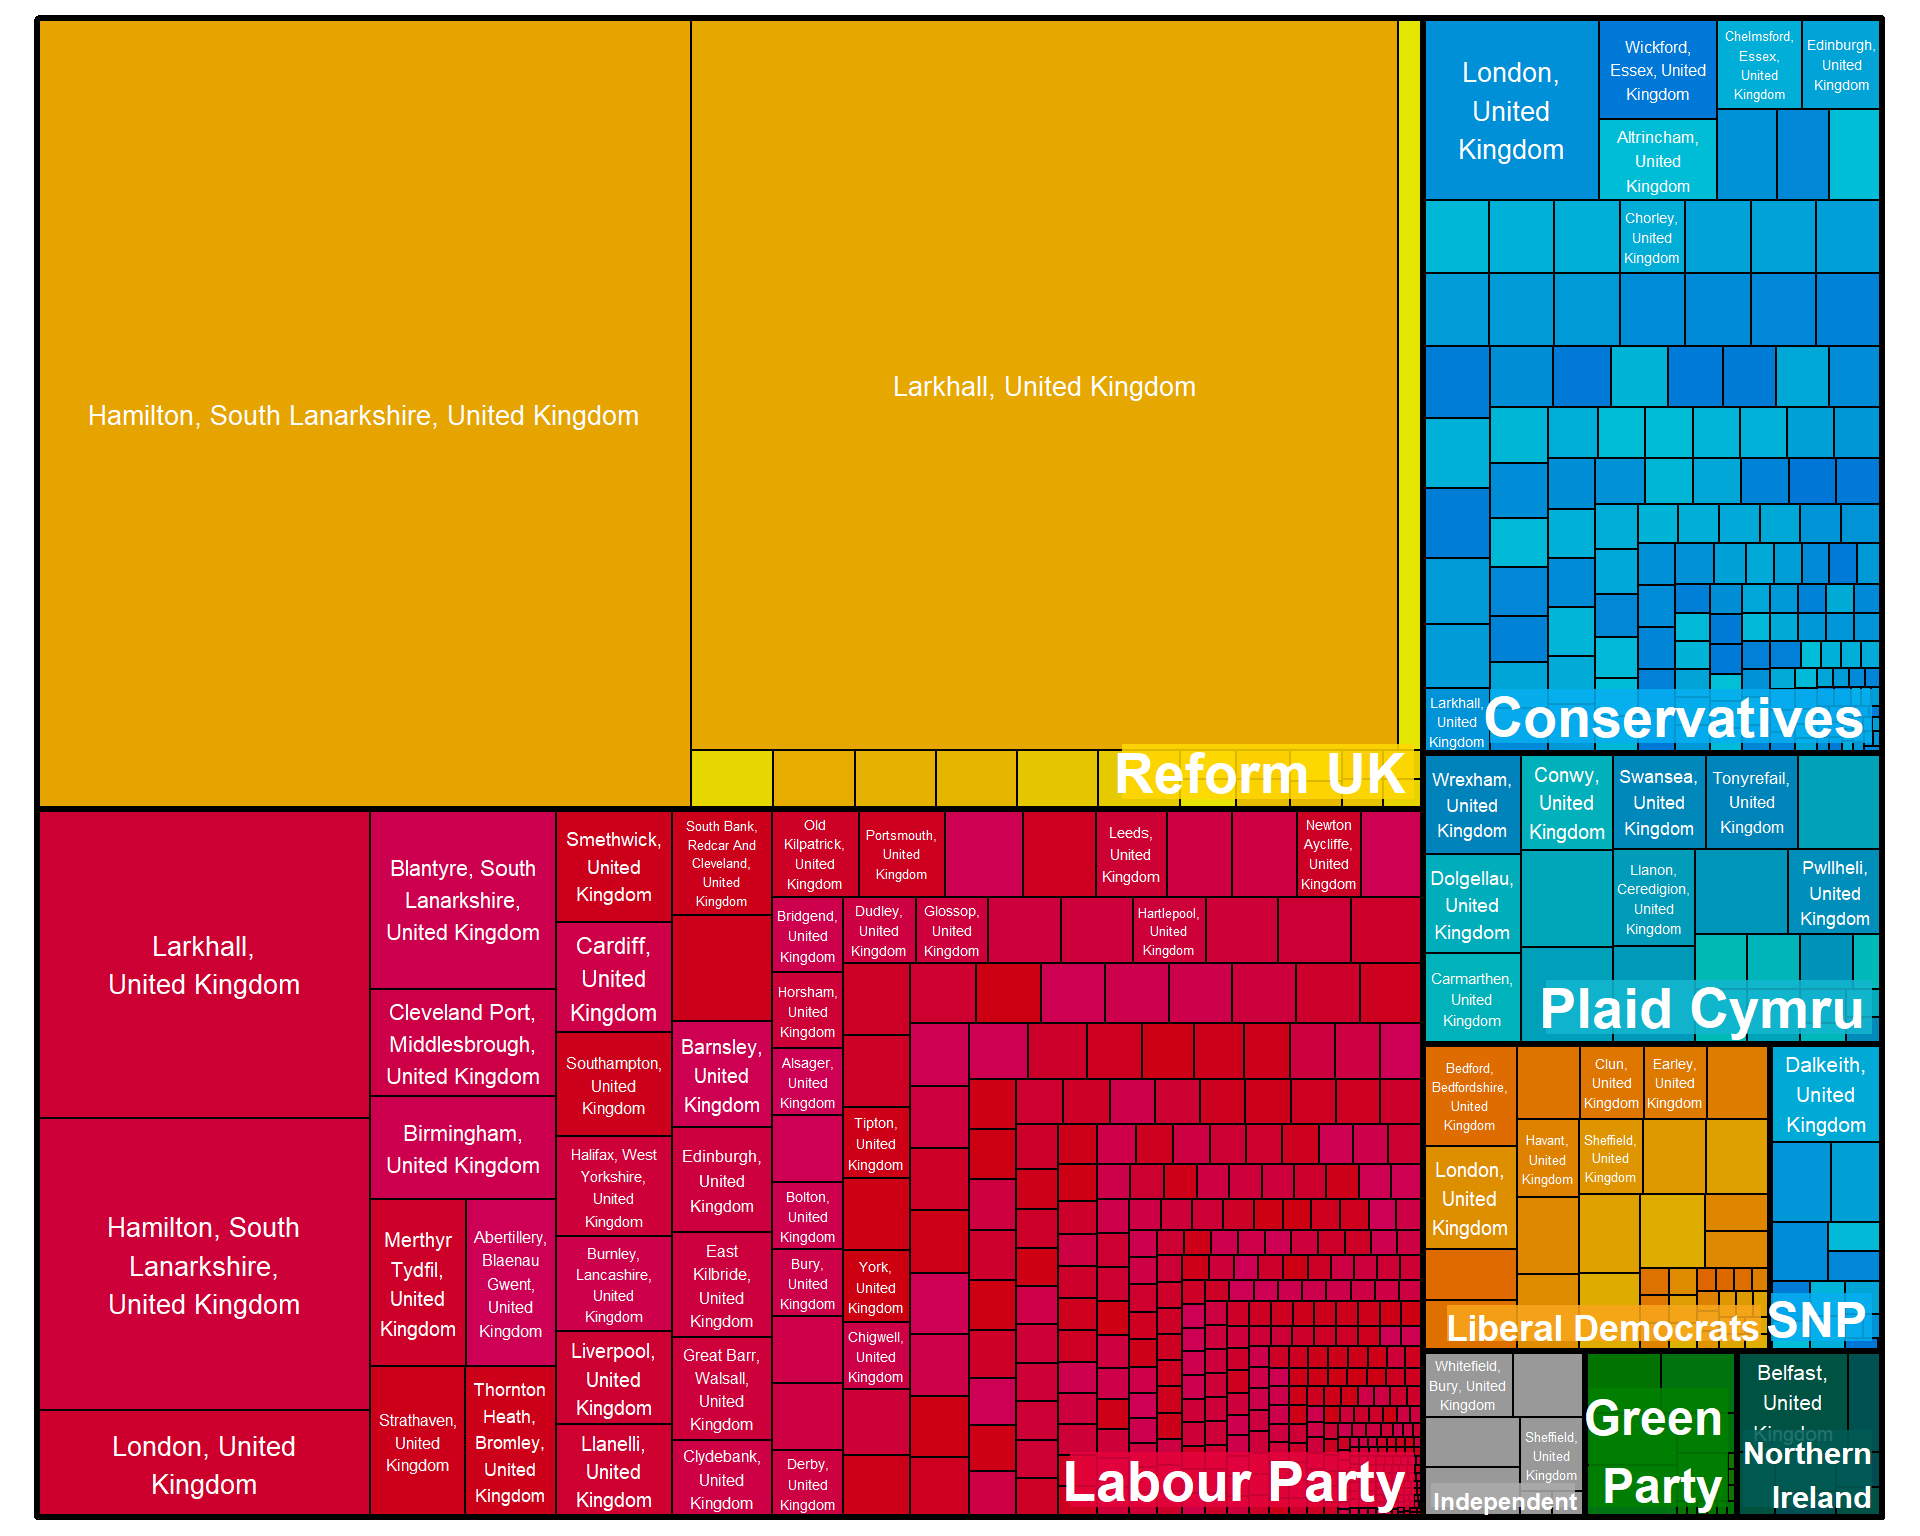 Hamilton, South Lanarkshire, United Kingdom
Larkhall, United Kingdom
Reform UK
London,
United
Kingdom
Wickford,
Essex, United
Kingdom
Chelmsford,
Essex,
United
Kingdom
Edinburgh,
United
Kingdom
Altrincham,
United
Kingdom
Chorley,
United
Kingdom
Larkhall,
United
Kingdom
Conservatives
Wrexham,
United
Kingdom
Conwy,
United
Kingdom
Swansea,
United
Kingdom
Tonyrefail,
United
Kingdom
Dolgellau,
United
Kingdom
Llanon,
Ceredigion,
United
Kingdom
Pwllheli,
United
Kingdom
Carmarthen,
United
Kingdom
Plaid Cymru
Larkhall,
United Kingdom
Hamilton, South
Lanarkshire,
United Kingdom
London, United
Kingdom
Blantyre, South
Lanarkshire,
United Kingdom
Cleveland Port,
Middlesbrough,
United Kingdom
Birmingham,
United Kingdom
Merthyr
Tydfil,
United
Kingdom
Abertillery,
Blaenau
Gwent,
United
Kingdom
Strathaven,
United
Kingdom
Thornton
Heath,
Bromley,
United
Kingdom
Smethwick,
United
Kingdom
Cardiff,
United
Kingdom
Southampton,
United
Kingdom
Halifax, West
Yorkshire,
United
Kingdom
Burnley,
Lancashire,
United
Kingdom
Liverpool,
United
Kingdom
Llanelli,
United
Kingdom
South Bank,
Redcar And
Cleveland,
United
Kingdom
Barnsley,
United
Kingdom
Edinburgh,
United
Kingdom
East
Kilbride,
United
Kingdom
Great Barr,
Walsall,
United
Kingdom
Clydebank,
United
Kingdom
Old
Kilpatrick,
United
Kingdom
Portsmouth,
United
Kingdom
Leeds,
United
Kingdom
Newton
Aycliffe,
United
Kingdom
Bridgend,
United
Kingdom
Dudley,
United
Kingdom
Glossop,
United
Kingdom
Hartlepool,
United
Kingdom
Horsham,
United
Kingdom
Alsager,
United
Kingdom
Tipton,
United
Kingdom
Bolton,
United
Kingdom
Bury,
United
Kingdom
York,
United
Kingdom
Chigwell,
United
Kingdom
Derby,
United
Kingdom
Labour Party
Bedford,
Bedfordshire,
United
Kingdom
Clun,
United
Kingdom
Earley,
United
Kingdom
London,
United
Kingdom
Havant,
United
Kingdom
Sheffield,
United
Kingdom
Liberal Democrats
Dalkeith,
United
Kingdom
SNP
Whitefield,
Bury, United
Kingdom
Sheffield,
United
Kingdom
Independent
Green
Party
Belfast,
United
Kingdom
Northern
Ireland